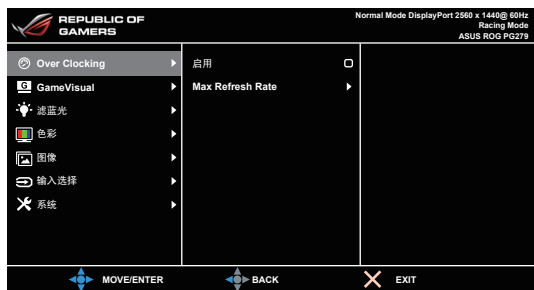 REPUBLIC OF
GAMERS
Normal Mode DisplayPort 2560 x 1440@ 60Hz
Racing Mode
ASUS ROG PG279
Over Clocking
启用
G GameVisual
Max Refresh Rate
滤蓝光
色彩
图像
输入选择
系统
MOVE/ENTER
BACK
EXIT